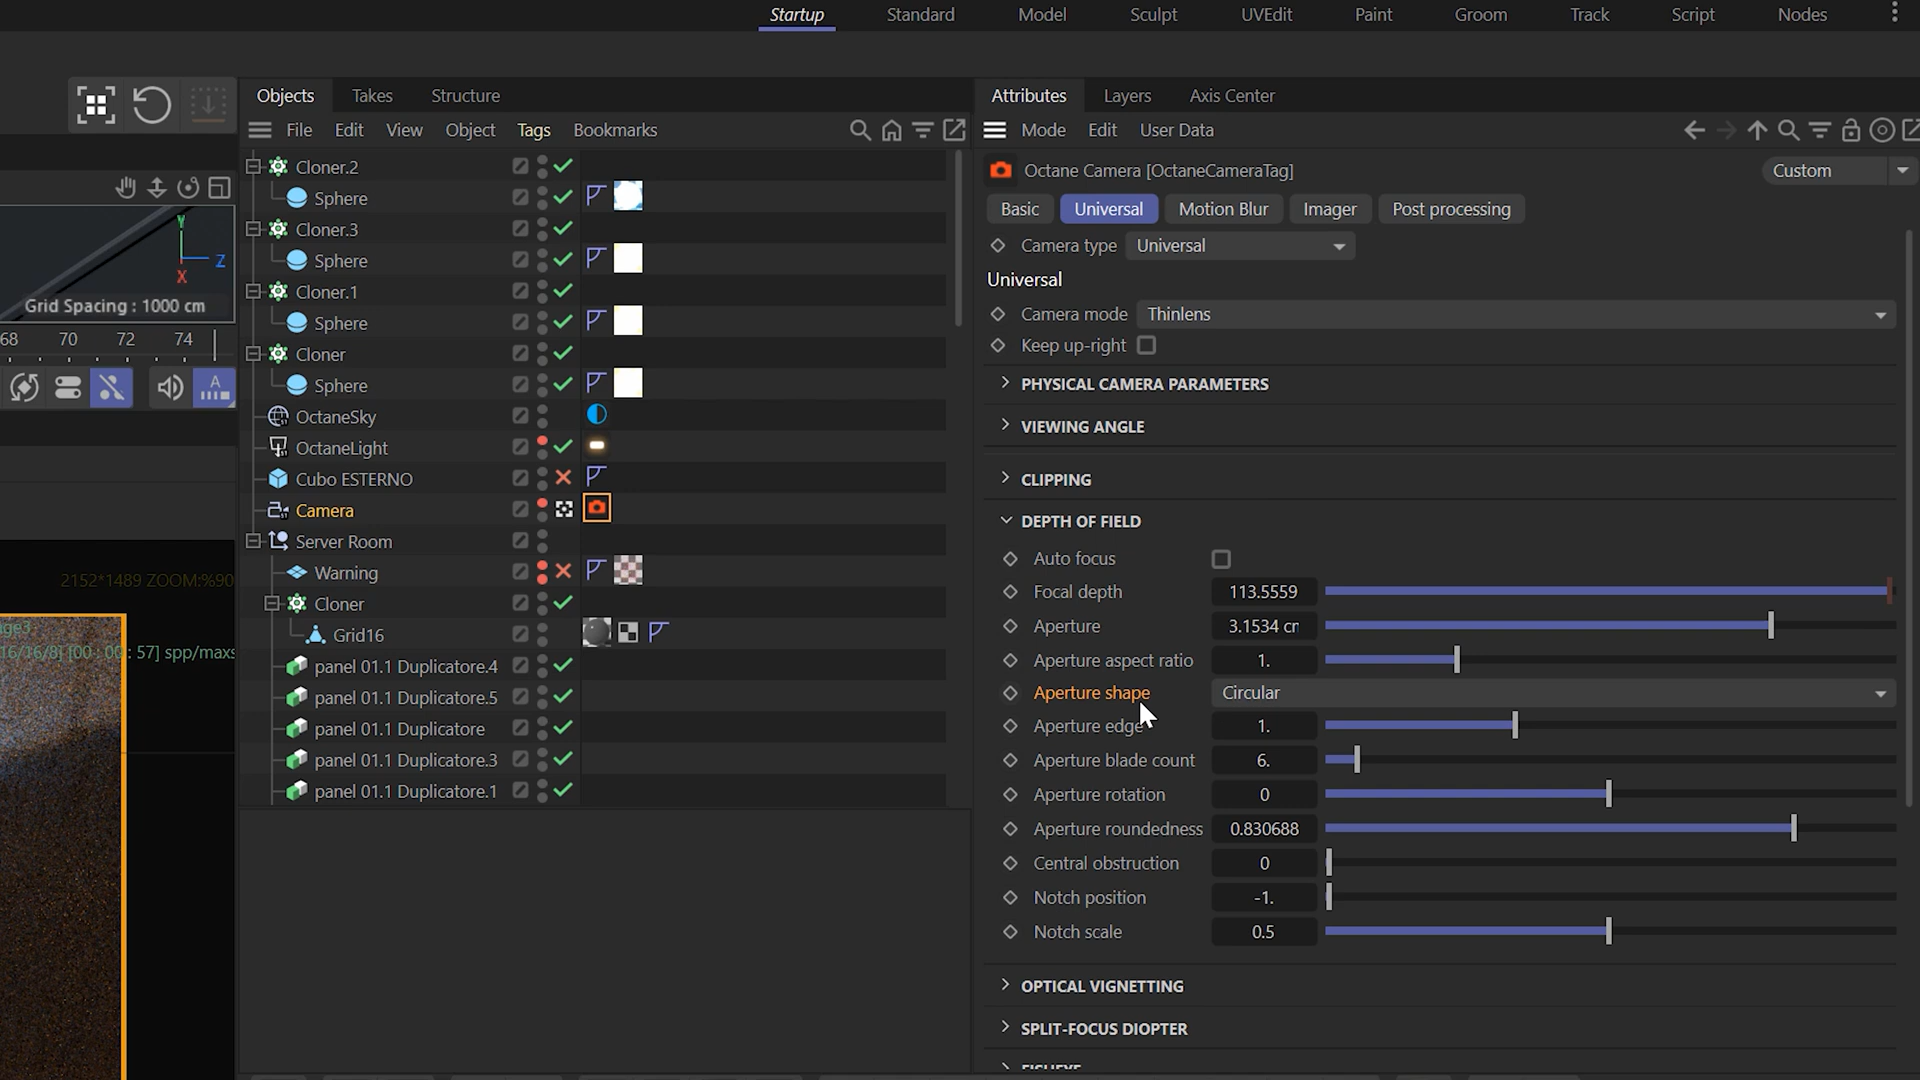 Startup Standard Model Sculpt UVEdit Paint Groom Track Script Nodes
Objects Takes Structure
File Edit View Object Tags Bookmarks
Cloner.2
Sphere
Cloner.3
Sphere
Cloner.1
Sphere
Cloner
Sphere
OctaneSky
OctaneLight
Cubo ESTERNO
Camera
Server Room
Warning
Cloner
Grid16
panel 01.1 Duplicatore.4
panel 01.1 Duplicatore.5
panel 01.1 Duplicatore
panel 01.1 Duplicatore.3
panel 01.1 Duplicatore.1
Y
Z
X
Grid Spacing : 1000 cm
68 70 72 74
A
2152*1489 ZOOM:%90
: 57] spp/maxs
Attributes Layers Axis Center
Mode Edit User Data
Octane Camera [OctaneCameraTag]
Custom
Basic Universal Motion Blur Imager Post processing
Camera type Universal
Universal
Camera mode Thinlens
Keep up-right
PHYSICAL CAMERA PARAMETERS
VIEWING ANGLE
CLIPPING
DEPTH OF FIELD
Auto focus
Focal depth 113.5559
Aperture 3.1534 cm
Aperture aspect ratio 1.
Aperture shape Circular
Aperture edge 1.
Aperture blade count 6.
Aperture rotation 0
Aperture roundedness 0.830688
Central obstruction 0
Notch position -1.
Notch scale 0.5
OPTICAL VIGNETTING
SPLIT-FOCUS DIOPTER